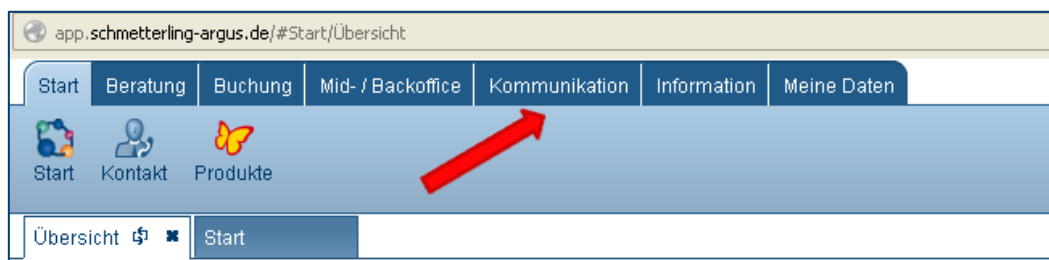 app.schmetterling-argus.de/#Start/Übersicht
Start Beratung Buchung Mid- / Backoffice Kommunikation Information Meine Daten
Start Kontakt Produkte
Übersicht Start